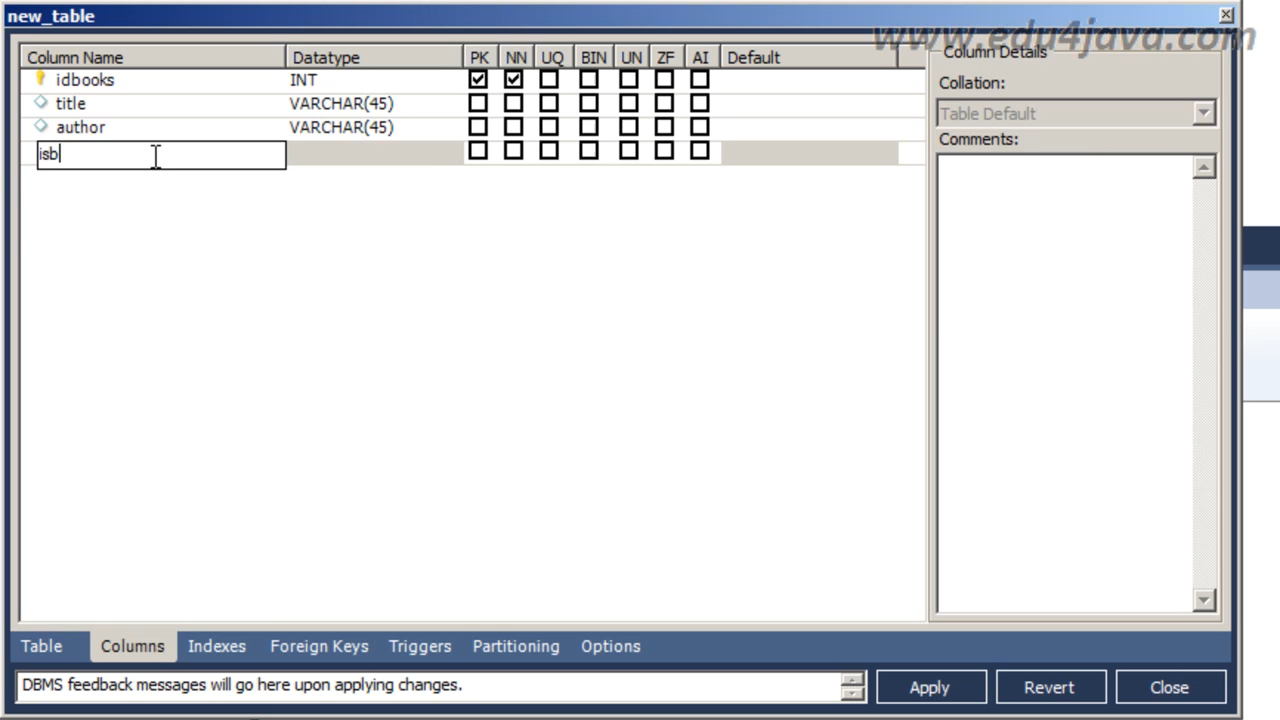 new_table
www.edu4java.com
Column Name Datatype PK NN UQ BIN UN ZF AI Default
Column Details
idbooks INT
Collation:
title VARCHAR(45)
Table Default
author VARCHAR(45)
Comments:
isb
Table Columns Indexes Foreign Keys Triggers Partitioning Options
DBMS feedback messages will go here upon applying changes.
Apply Revert Close